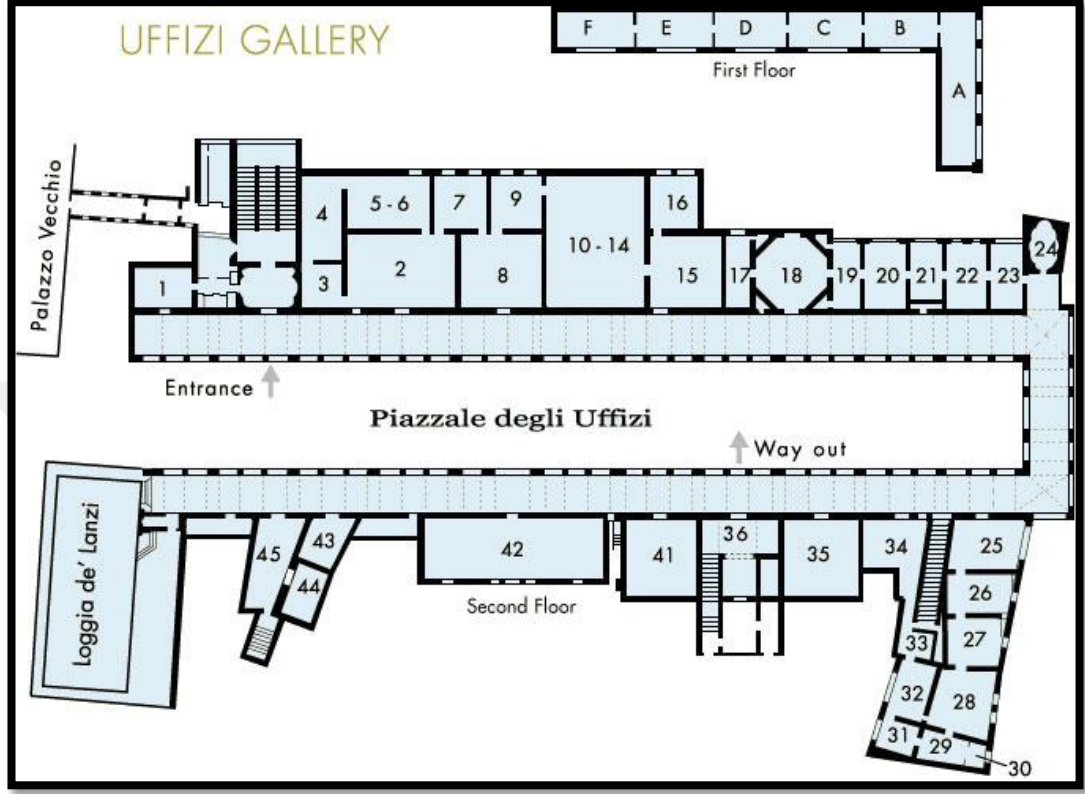 UFFIZI GALLERY
F E D C B
First Floor
A
Palazzo Vecchio
4 5 - 6 7 9 16
10 - 14
3 2 8 15 17 18 19 20 21 22 23 24
1
Entrance
Piazzale degli Uffizi
Way out
Loggia de' Lanzi
45 43 42 41 36 35 34 25
44 26
Second Floor
33 27
32 28
31 29
30